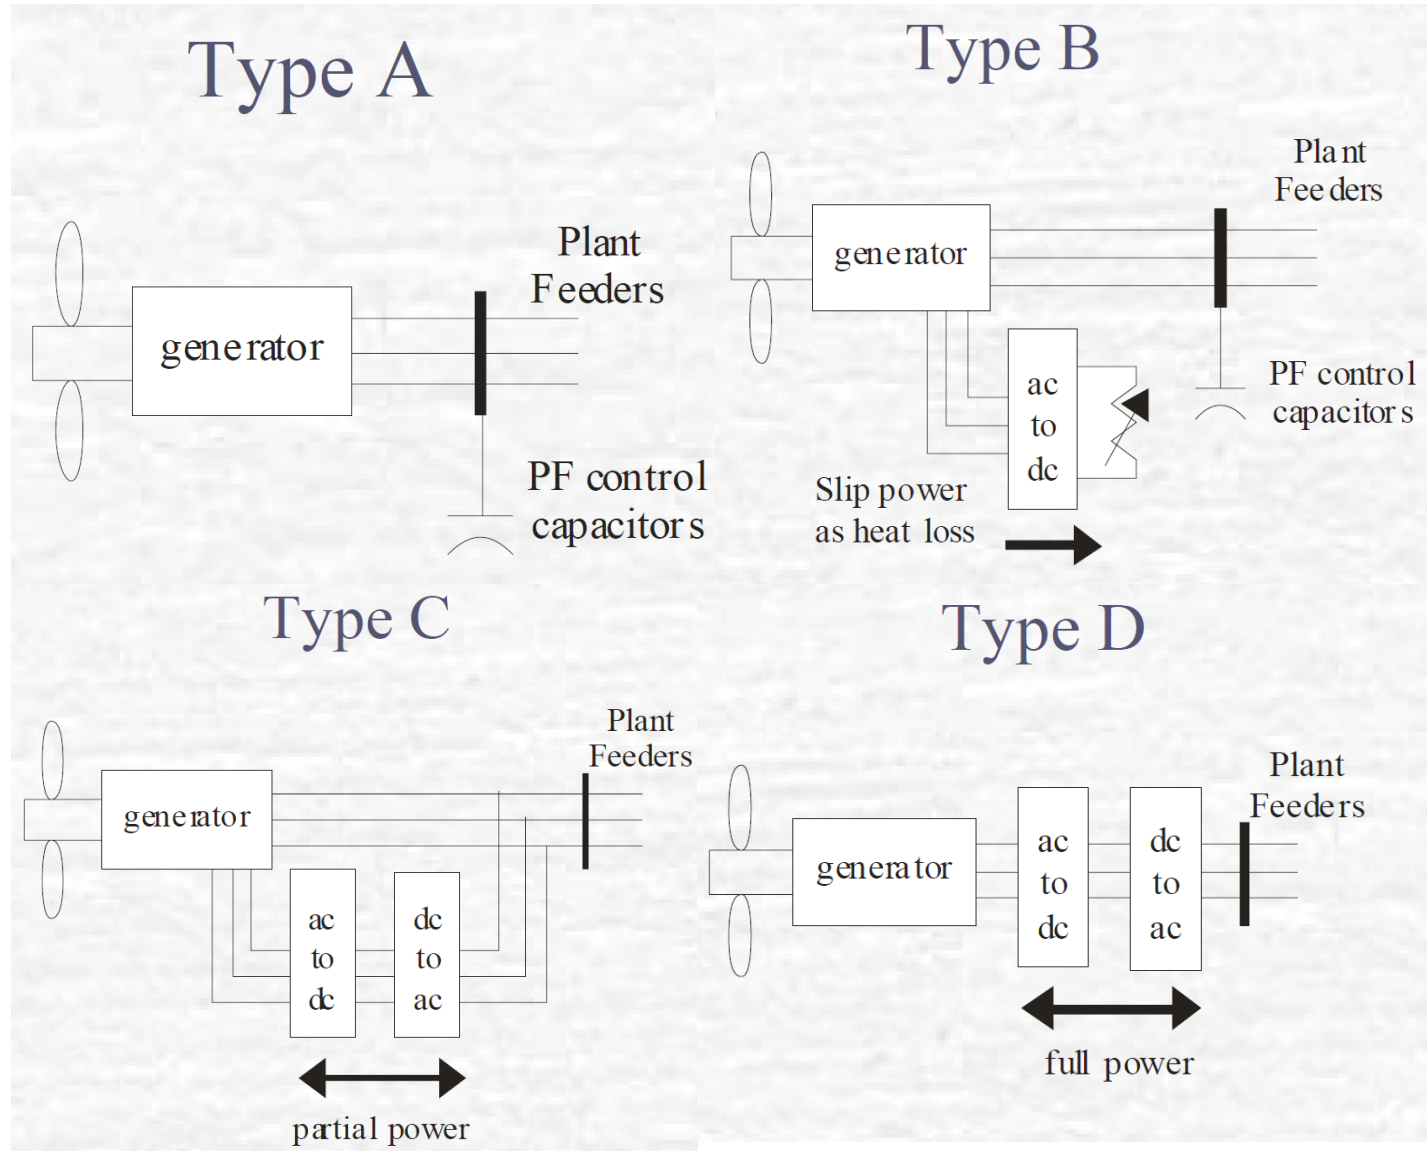 Type A
generator
Plant
Feeders
PF control
capacitors
Type B
generator
Plant
Feeders
ac
to
dc
PF control
capacitors
Slip power
as heat loss
Type C
generator
Plant
Feeders
ac
to
dc
dc
to
ac
partial power
Type D
generator
ac
to
dc
dc
to
ac
Plant
Feeders
full power